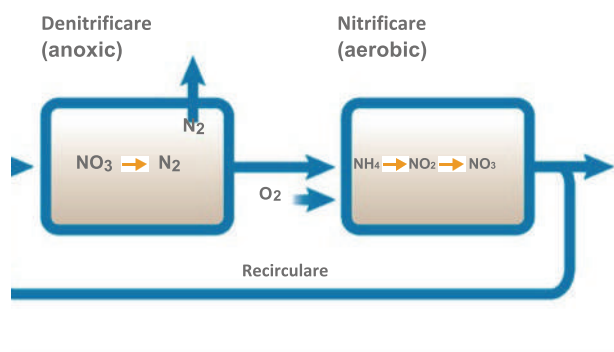 Denitrificare
(anoxic)
Nitrificare
(aerobic)
N2
NO3 → N2
NH4 → NO2 → NO3
O2
Recirculare